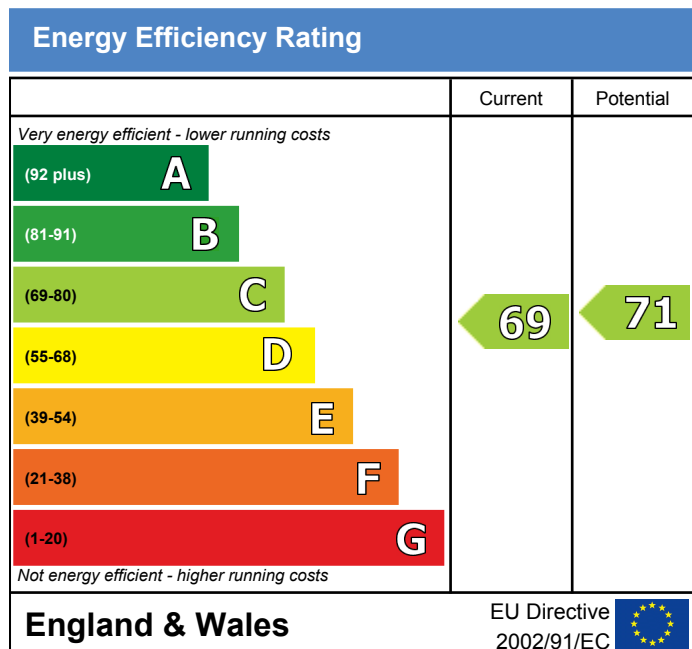 Energy Efficiency Rating
Current Potential
Very energy efficient - lower running costs
(92 plus) A
(81-91) B
(69-80) C
69 71
(55-68) D
(39-54) E
(21-38) F
(1-20) G
Not energy efficient - higher running costs
England & Wales
EU Directive
2002/91/EC